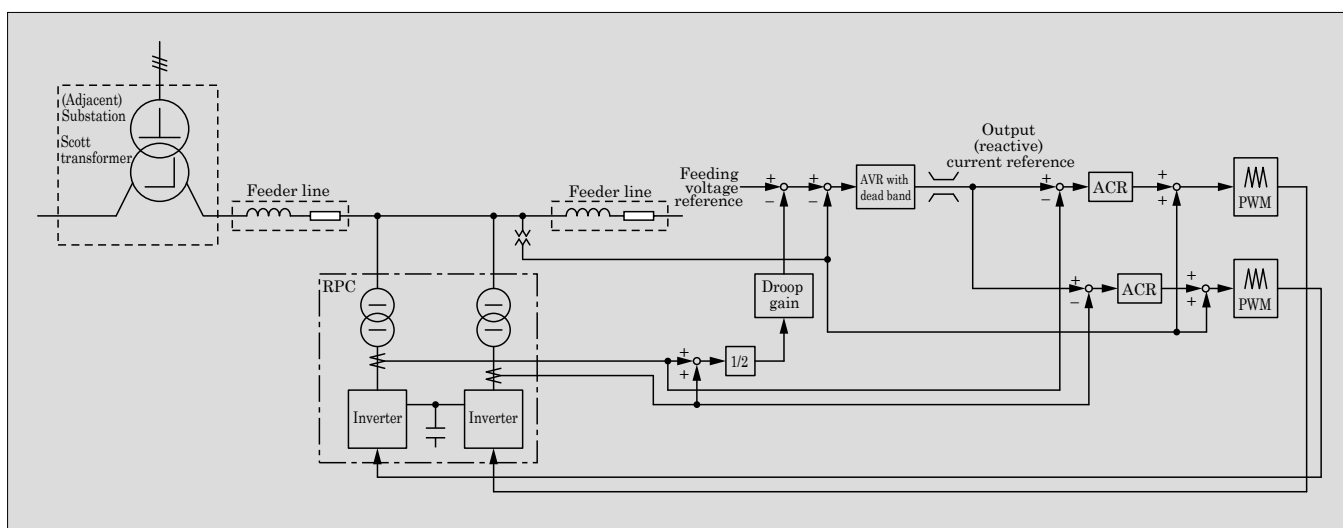 (Adjacent)
Substation
Scott
transformer
Feeder line
Feeder line
RPC
Inverter
Inverter
Feeding
voltage
reference
+
−
+
−
AVR with
dead band
Output
(reactive)
current reference
+
−
ACR
+
+
PWM
Droop
gain
+
−
ACR
+
+
PWM
+
+
1/2